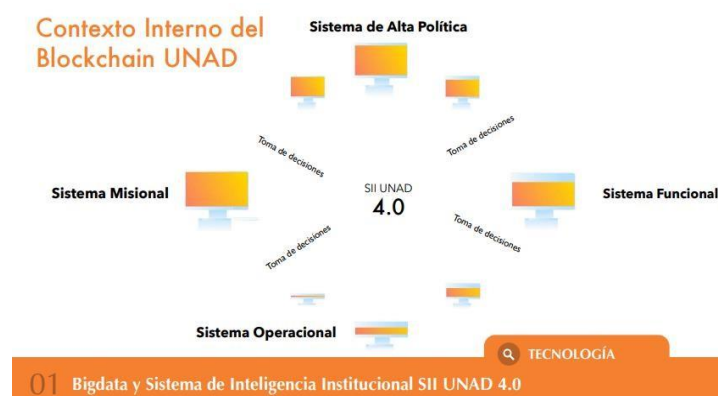 Contexto Interno del
Blockchain UNAD
Sistema de Alta Política
Toma de decisiones
Toma de decisiones
Sistema Misional
SII UNAD
4.0
Sistema Funcional
Toma de decisiones
Toma de decisiones
Sistema Operacional
TECNOLOGÍA
01 Bigdata y Sistema de Inteligencia Institucional SII UNAD 4.0